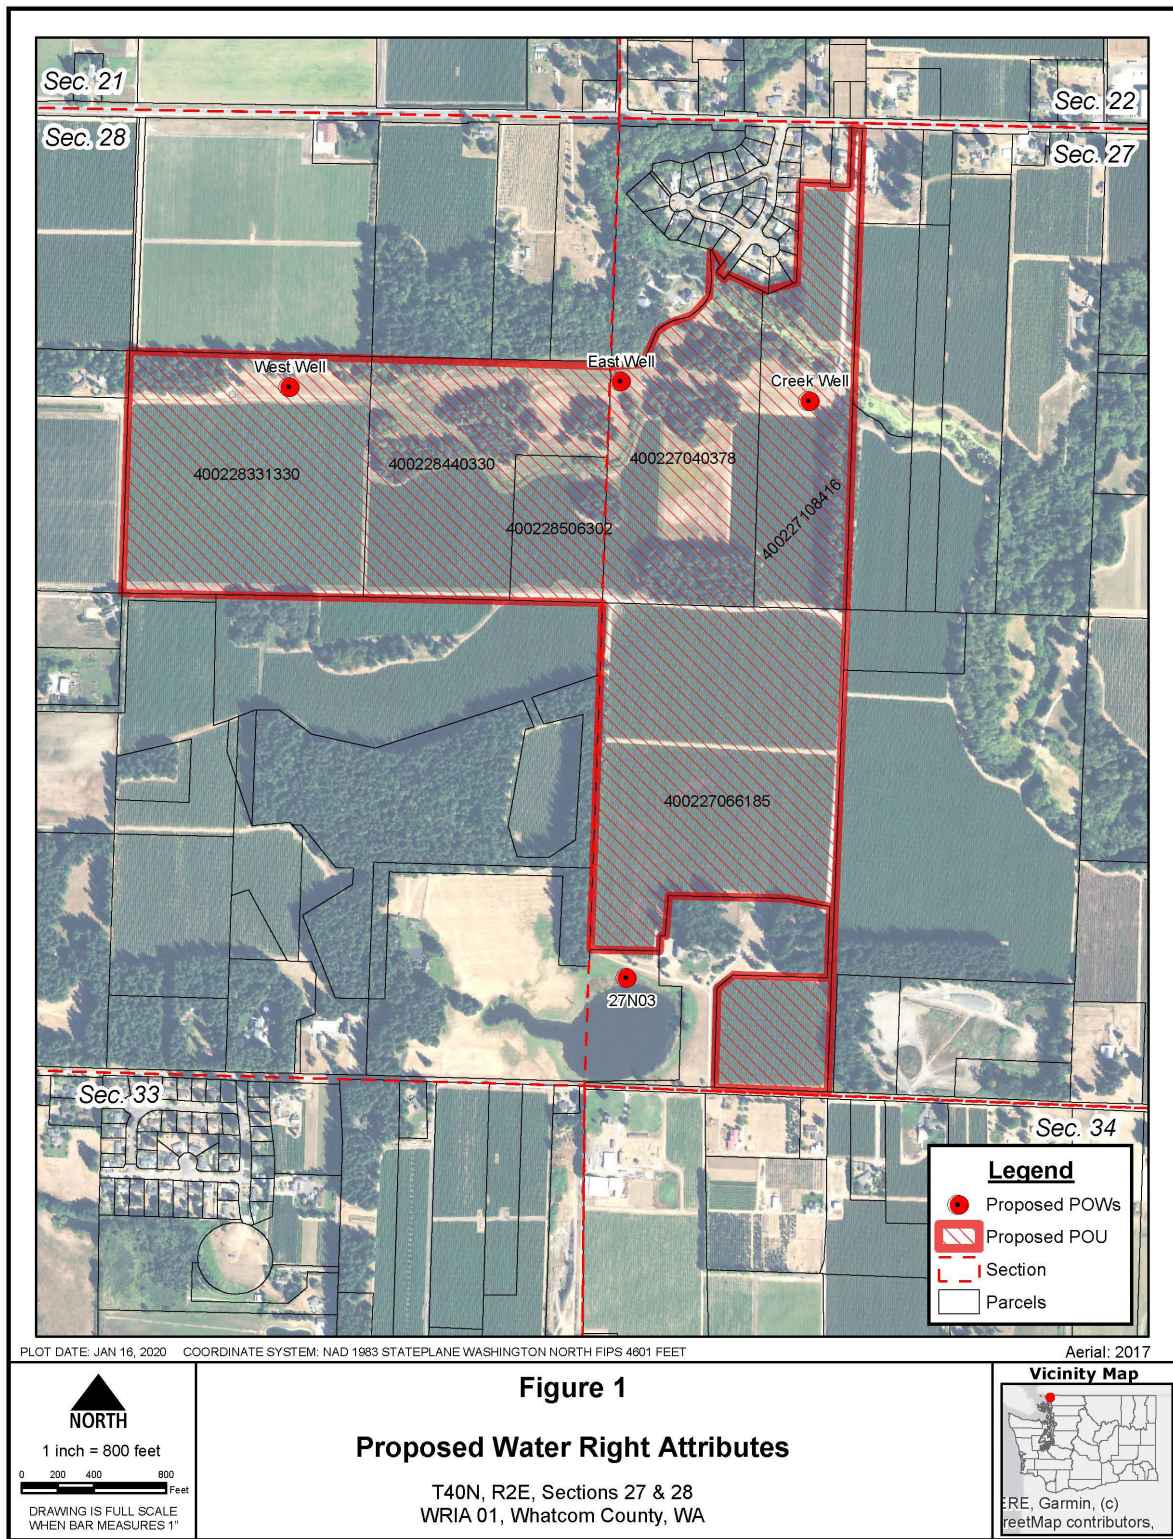 Sec. 21
Sec. 22
Sec. 28
Sec. 27
West Well
East Well
Creek Well
400228331330
400228440330
400227040378
400228506302
400227108416
400227066185
27N03
Sec. 33
Sec. 34
Legend
Proposed POWs
Proposed POU
Section
Parcels
PLOT DATE: JAN 16, 2020 COORDINATE SYSTEM: NAD 1983 STATEPLANE WASHINGTON NORTH FIPS 4601 FEET
Aerial: 2017
NORTH
1 inch = 800 feet
0 200 400 800
Feet
DRAWING IS FULL SCALE
WHEN BAR MEASURES 1"
Figure 1
Proposed Water Right Attributes
T40N, R2E, Sections 27 & 28
WRIA 01, Whatcom County, WA
Vicinity Map
ERE, Garmin, (c)
reetMap contributors,